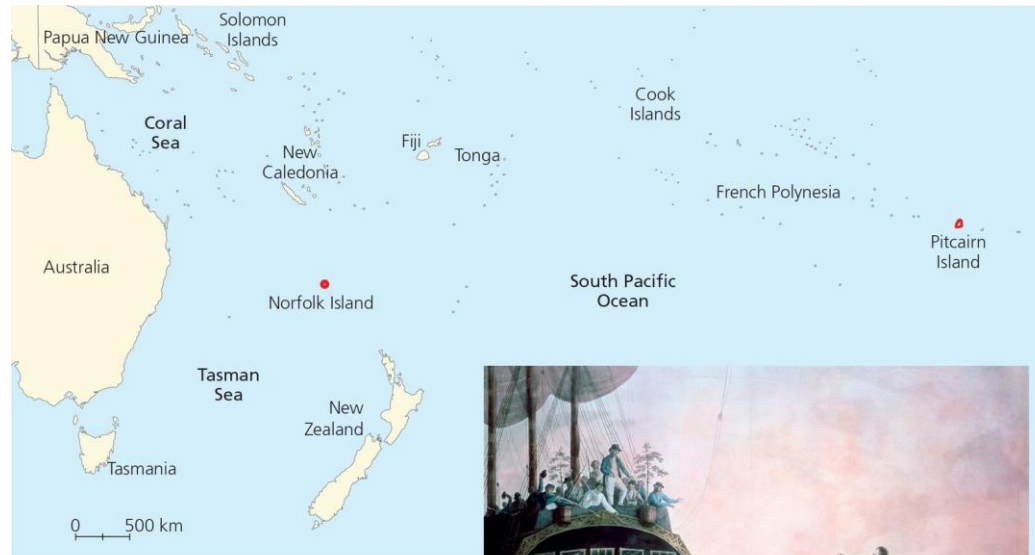 Solomon
Islands
Papua New Guinea
Coral
Sea
New
Caledonia
Fiji
Tonga
Cook
Islands
French Polynesia
Pitcairn
Island
Australia
Norfolk Island
South Pacific
Ocean
Tasman
Sea
New
Zealand
Tasmania
0 500 km